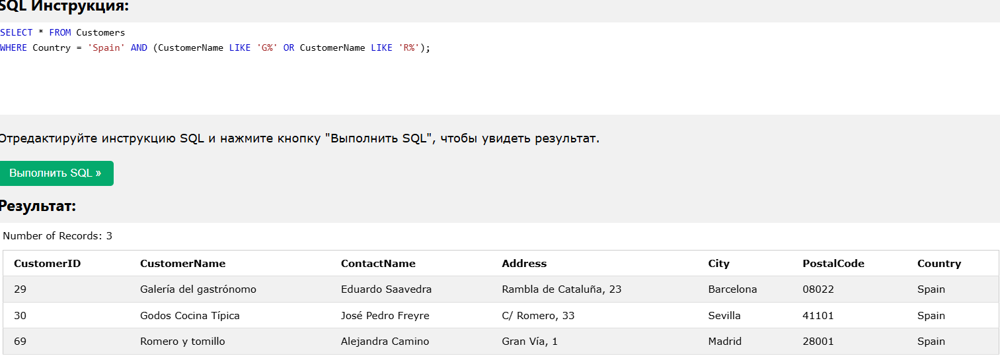 SQL Инструкция:
SELECT * FROM Customers
WHERE Country = 'Spain' AND (CustomerName LIKE 'G%' OR CustomerName LIKE 'R%');
Отредактируйте инструкцию SQL и нажмите кнопку "Выполнить SQL", чтобы увидеть результат.
Выполнить SQL »
Результат:
Number of Records: 3
CustomerID CustomerName ContactName Address City PostalCode Country
29 Galería del gastrónomo Eduardo Saavedra Rambla de Cataluña, 23 Barcelona 08022 Spain
30 Godos Cocina Típica José Pedro Freyre C/ Romero, 33 Sevilla 41101 Spain
69 Romero y tomillo Alejandra Camino Gran Vía, 1 Madrid 28001 Spain